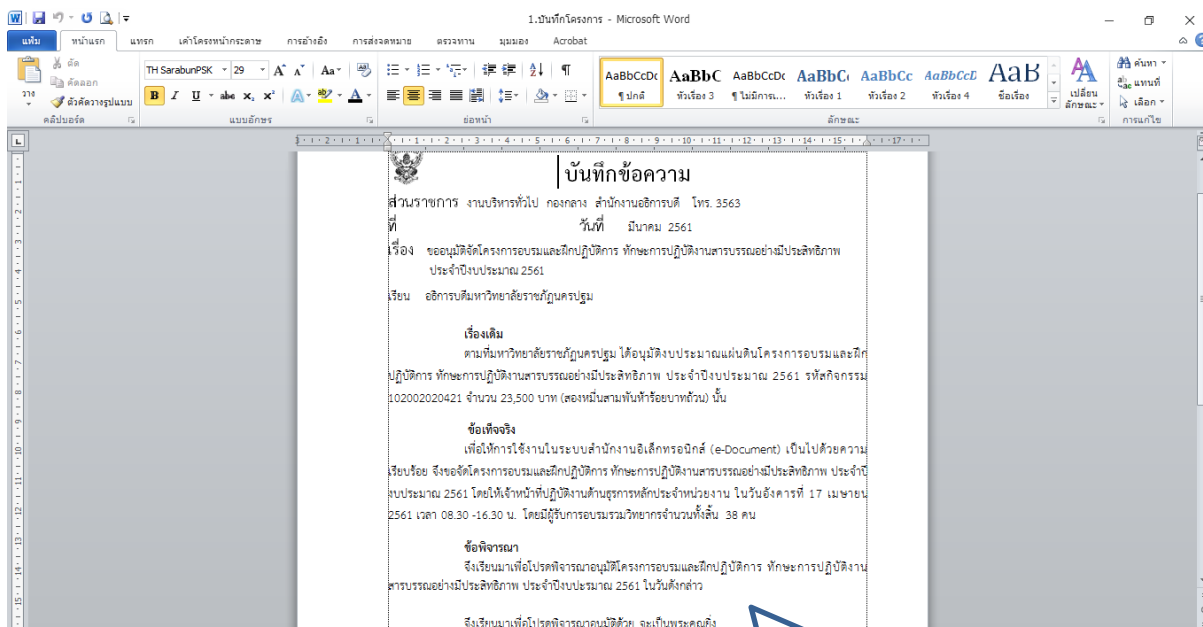 1.บันทึกโครงการ - Microsoft Word
แฟ้ม หน้าแรก แทรก เค้าโครงหน้ากระดาษ การอ้างอิง การส่งจดหมาย ตรวจทาน มุมมอง Acrobat
วาง ตัด คัดลอก ตัวคัดวางรูปแบบ
TH SarabunPSK 29
AaBbCcDc AaBbC AaBbCcDc AaBbC AaBbCc AaBbCcD AaB
¶ ปกติ หัวเรื่อง 3 ¶ ไม่มีการเ... หัวเรื่อง 1 หัวเรื่อง 2 หัวเรื่อง 4 ชื่อเรื่อง
เปลี่ยนลักษณะ ค้นหา แทนที่ เลือก
คลิปบอร์ด แบบอักษร ย่อหน้า ลักษณะ การแก้ไข
บันทึกข้อความ
ส่วนราชการ งานบริหารทั่วไป กองกลาง สำนักงานอธิการบดี โทร. 3563
ที่ วันที่ มีนาคม 2561
เรื่อง ขออนุมัติจัดโครงการอบรมและฝึกปฏิบัติการ ทักษะการปฏิบัติงานสารบรรณอย่างมีประสิทธิภาพ
ประจำปีงบประมาณ 2561
เรียน อธิการบดีมหาวิทยาลัยราชภัฏนครปฐม
เรื่องเดิม
ตามที่มหาวิทยาลัยราชภัฏนครปฐม ได้อนุมัติงบประมาณแผ่นดินโครงการอบรมและฝึก
ปฏิบัติการ ทักษะการปฏิบัติงานสารบรรณอย่างมีประสิทธิภาพ ประจำปีงบประมาณ 2561 รหัสกิจกรรม
102002020421 จำนวน 23,500 บาท (สองหมื่นสามพันห้าร้อยบาทถ้วน) นั้น
ข้อเท็จจริง
เพื่อให้การใช้งานในระบบสำนักงานอิเล็กทรอนิกส์ (e-Document) เป็นไปด้วยความ
เรียบร้อย จึงขอจัดโครงการอบรมและฝึกปฏิบัติการ ทักษะการปฏิบัติงานสารบรรณอย่างมีประสิทธิภาพ ประจำปี
งบประมาณ 2561 โดยให้เจ้าหน้าที่ปฏิบัติงานด้านธุรการหลักประจำหน่วยงาน ในวันอังคารที่ 17 เมษายน
2561 เวลา 08.30 -16.30 น. โดยมีผู้รับการอบรมรวมวิทยากรจำนวนทั้งสิ้น 38 คน
ข้อพิจารณา
จึงเรียนมาเพื่อโปรดพิจารณาอนุมัติโครงการอบรมและฝึกปฏิบัติการ ทักษะการปฏิบัติงาน
สารบรรณอย่างมีประสิทธิภาพ ประจำปีงบประมาณ 2561 ในวันดังกล่าว
จึงเรียนมาเพื่อโปรดพิจารณาอนุมัติด้วย จะเป็นพระคุณยิ่ง